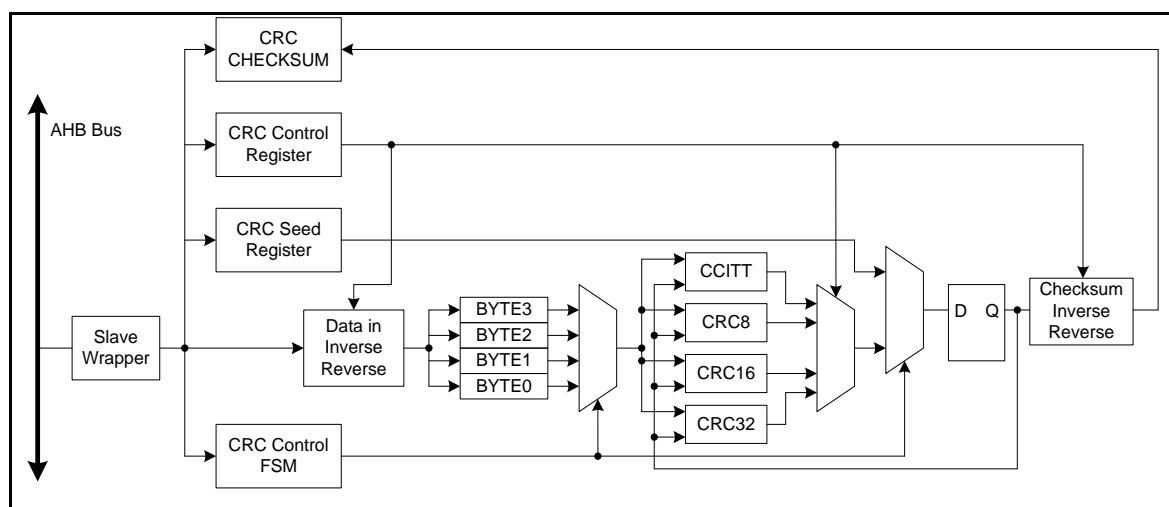 CRC
CHECKSUM
AHB Bus
CRC Control
Register
CRC Seed
Register
CCITT
CRC8
CRC16
CRC32
D Q
Checksum
Inverse
Reverse
Slave
Wrapper
Data in
Inverse
Reverse
BYTE3
BYTE2
BYTE1
BYTE0
CRC Control
FSM